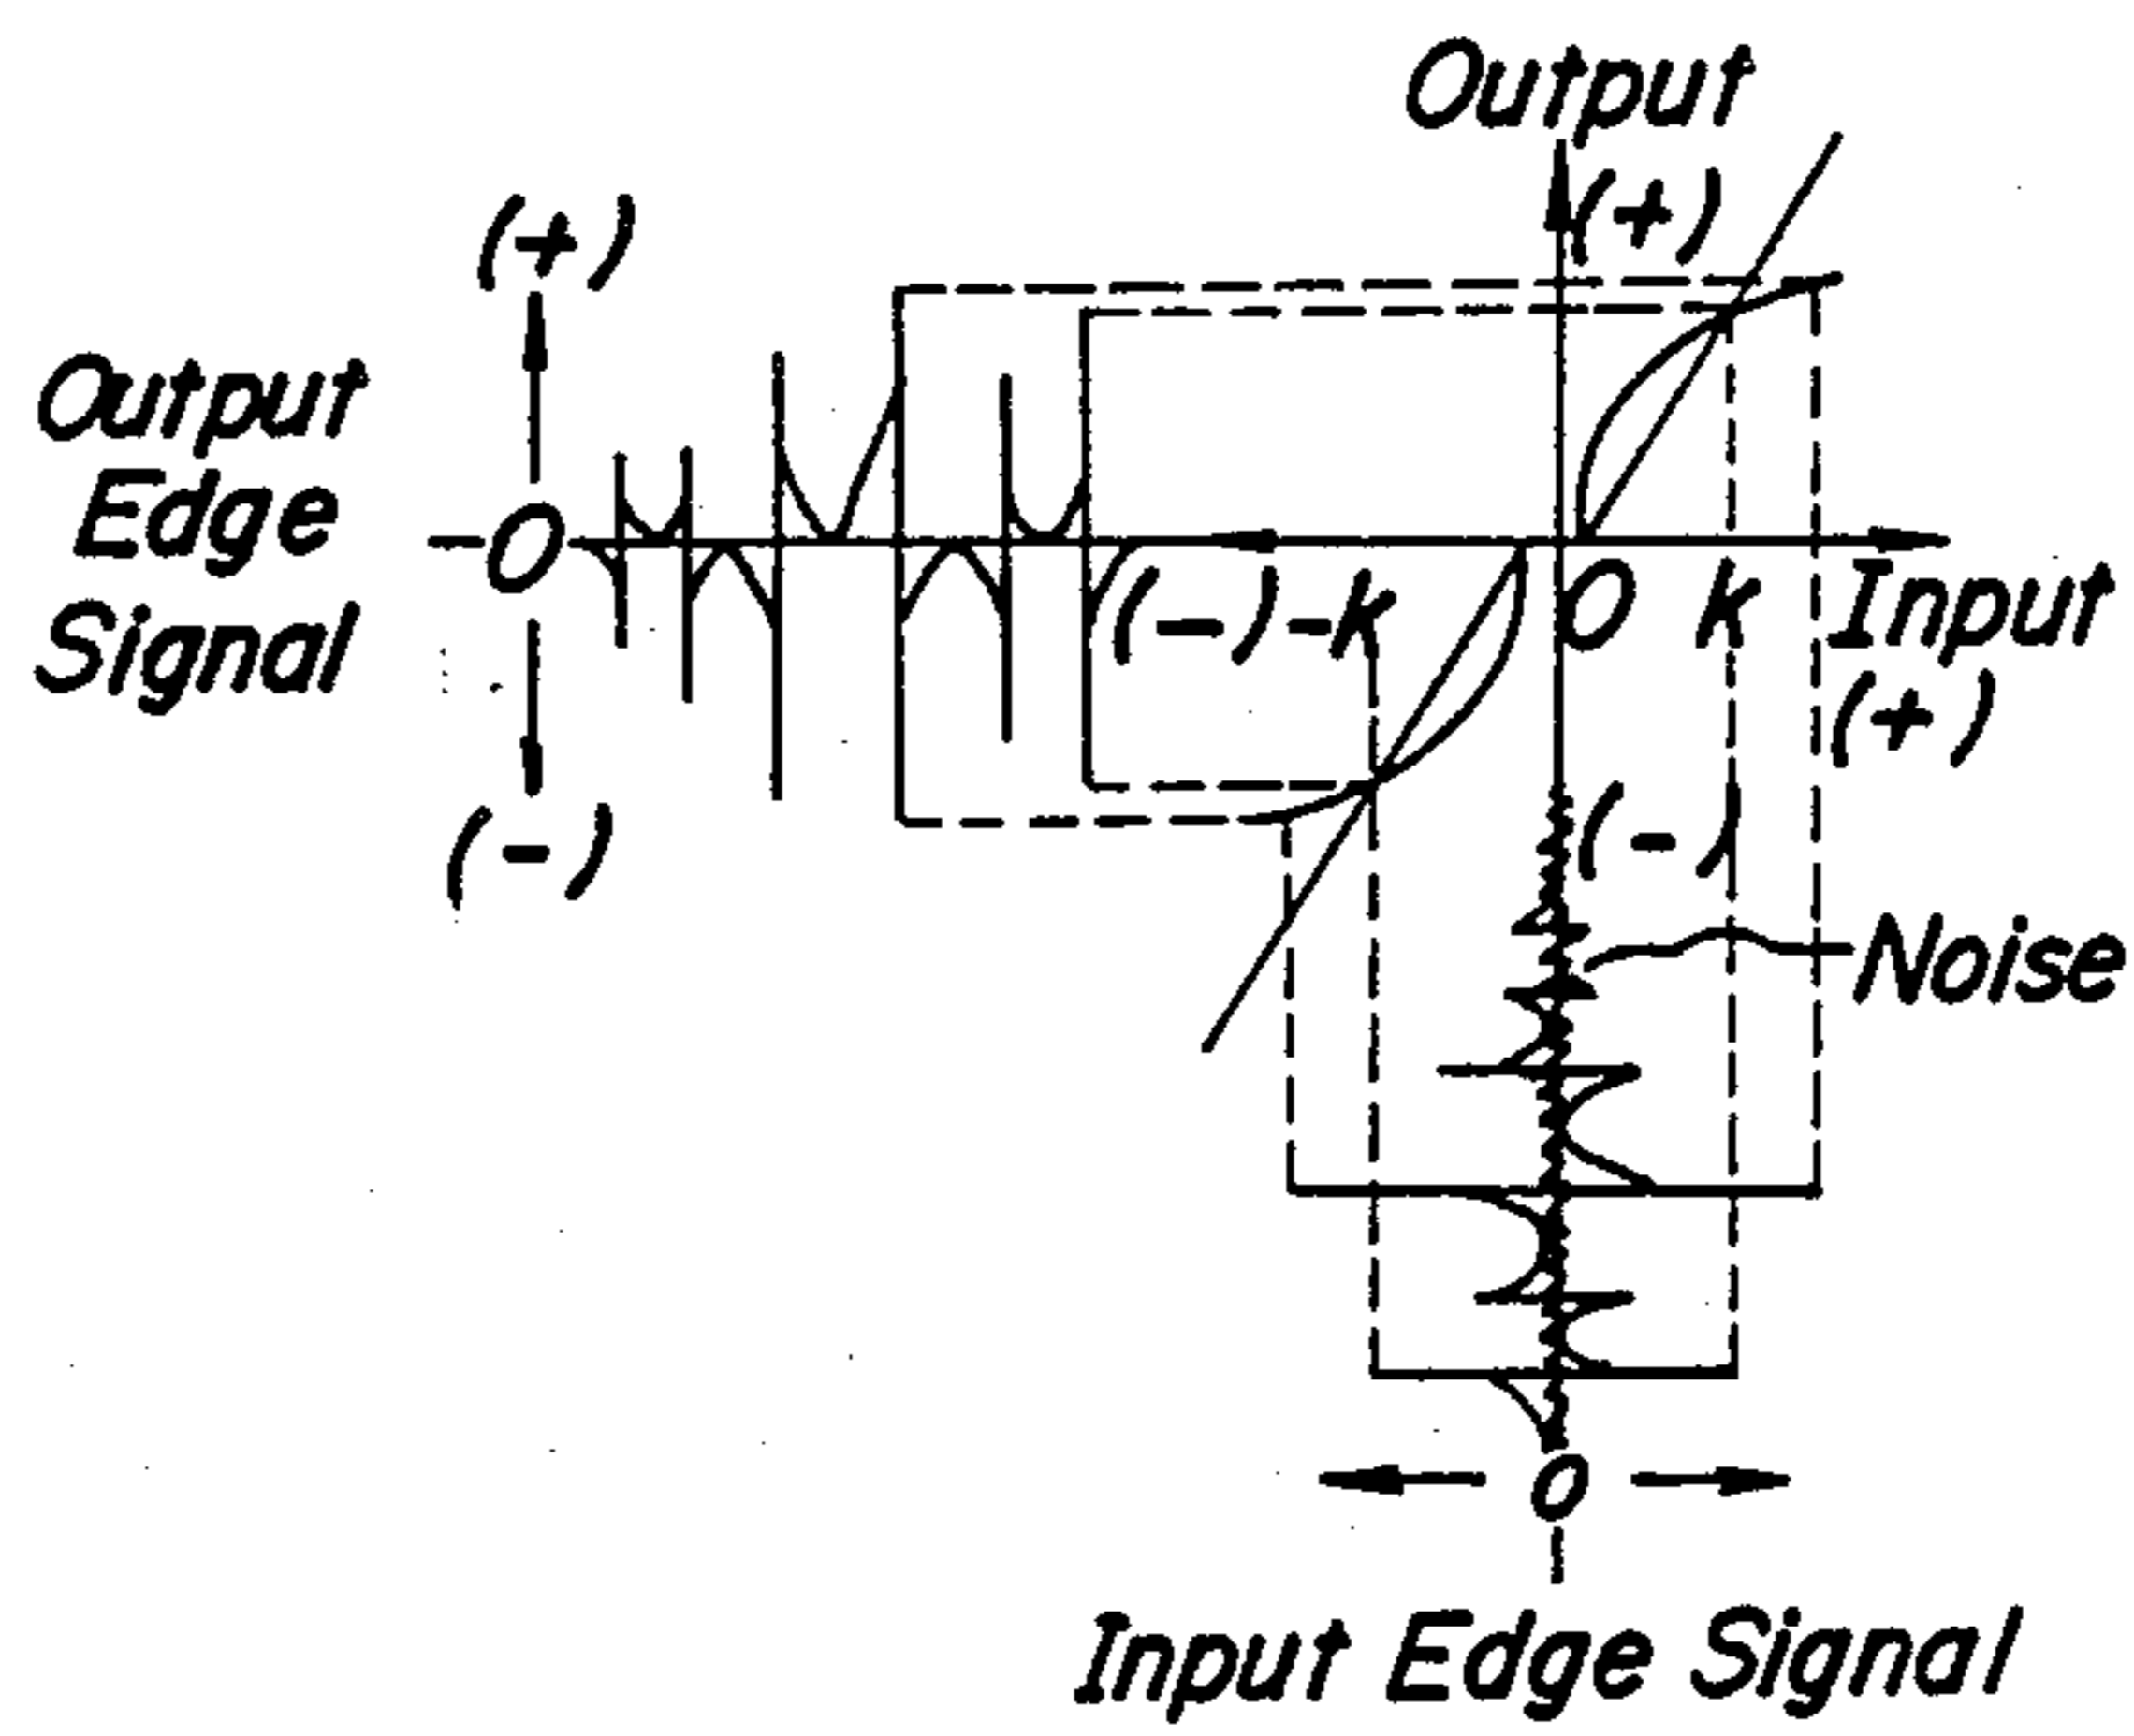 Output
(+)
(+)
Output
Edge
Signal
O
(-)
(-) -k
O k Input
(+)
(-)
Noise
O
Input Edge Signal